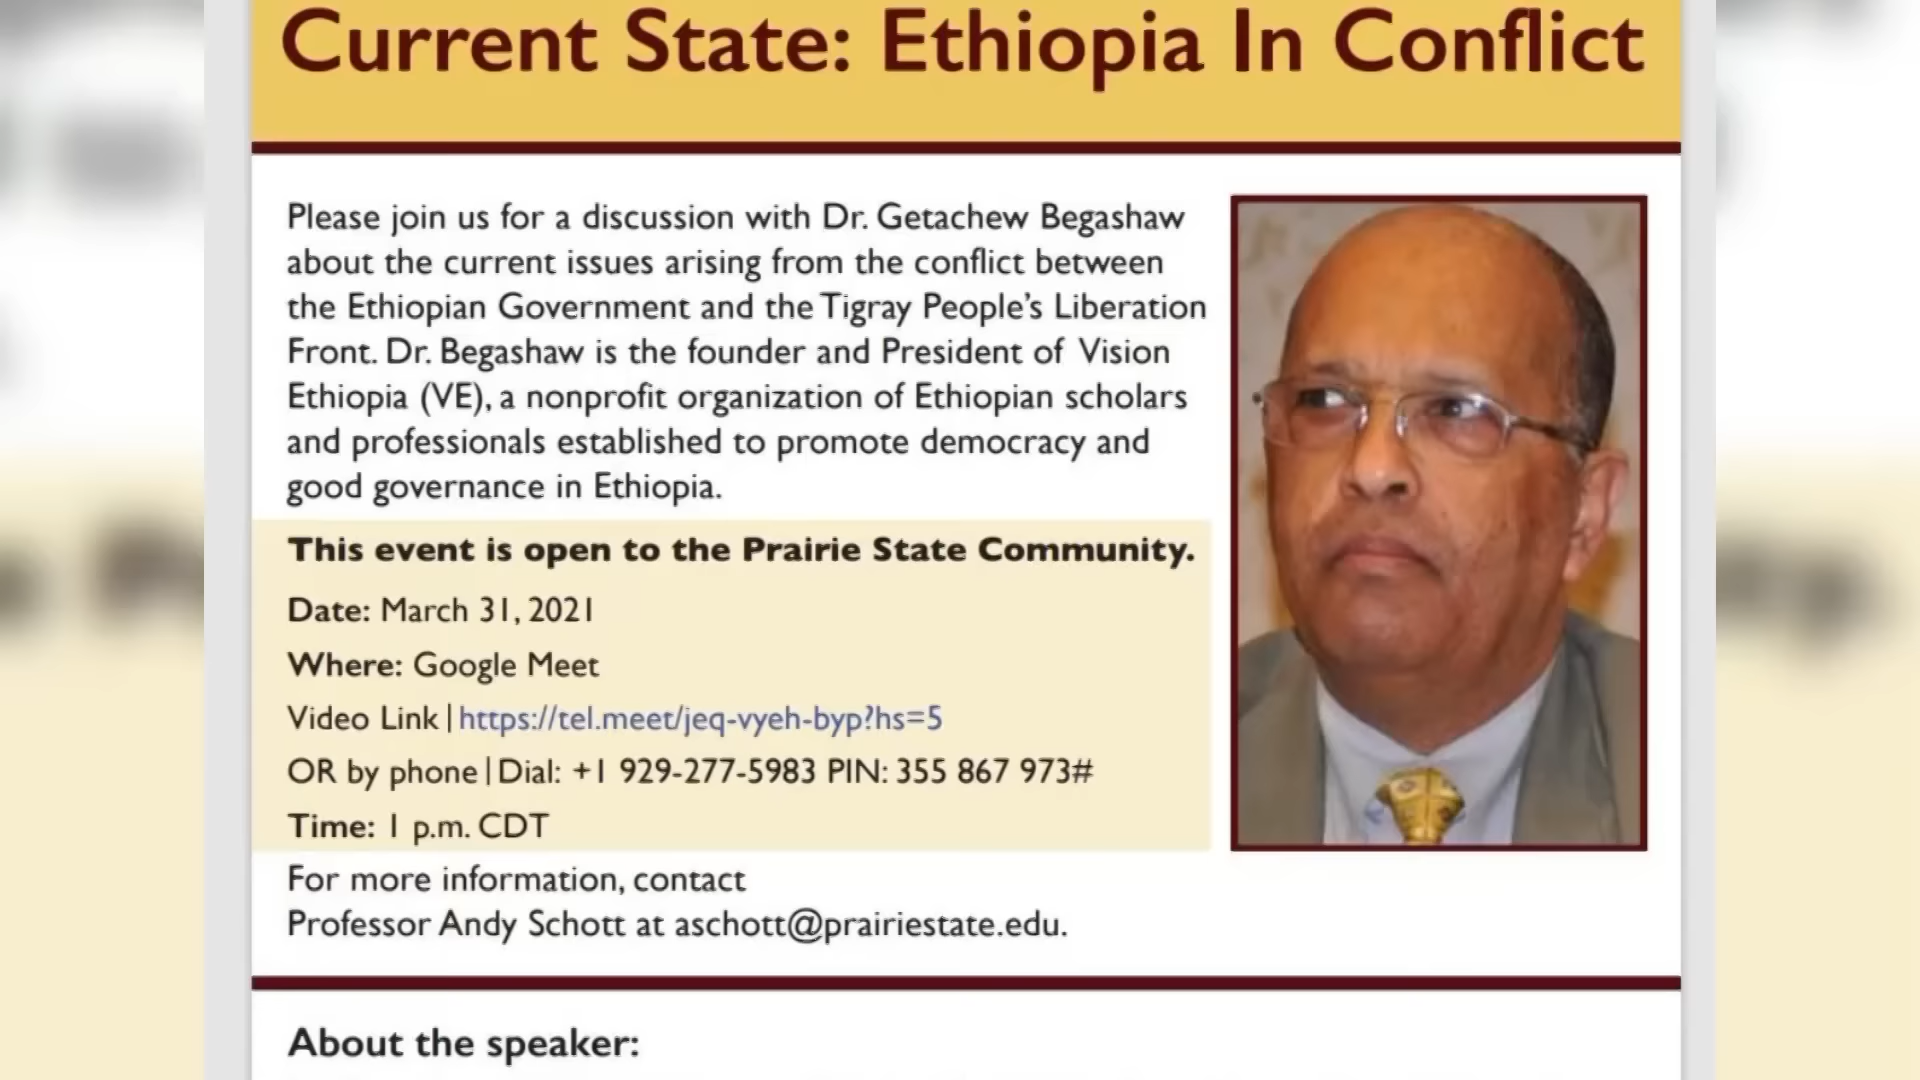 Current State: Ethiopia In Conflict
Please join us for a discussion with Dr. Getachew Begashaw
about the current issues arising from the conflict between
the Ethiopian Government and the Tigray People's Liberation
Front. Dr. Begashaw is the founder and President of Vision
Ethiopia (VE), a nonprofit organization of Ethiopian scholars
and professionals established to promote democracy and
good governance in Ethiopia.
This event is open to the Prairie State Community.
Date: March 31, 2021
Where: Google Meet
Video Link | https://tel.meet/jeq-vyeh-byp?hs=5
OR by phone | Dial: +1 929-277-5983 PIN: 355 867 973#
Time: 1 p.m. CDT
For more information, contact
Professor Andy Schott at aschott@prairiestate.edu.
About the speaker: